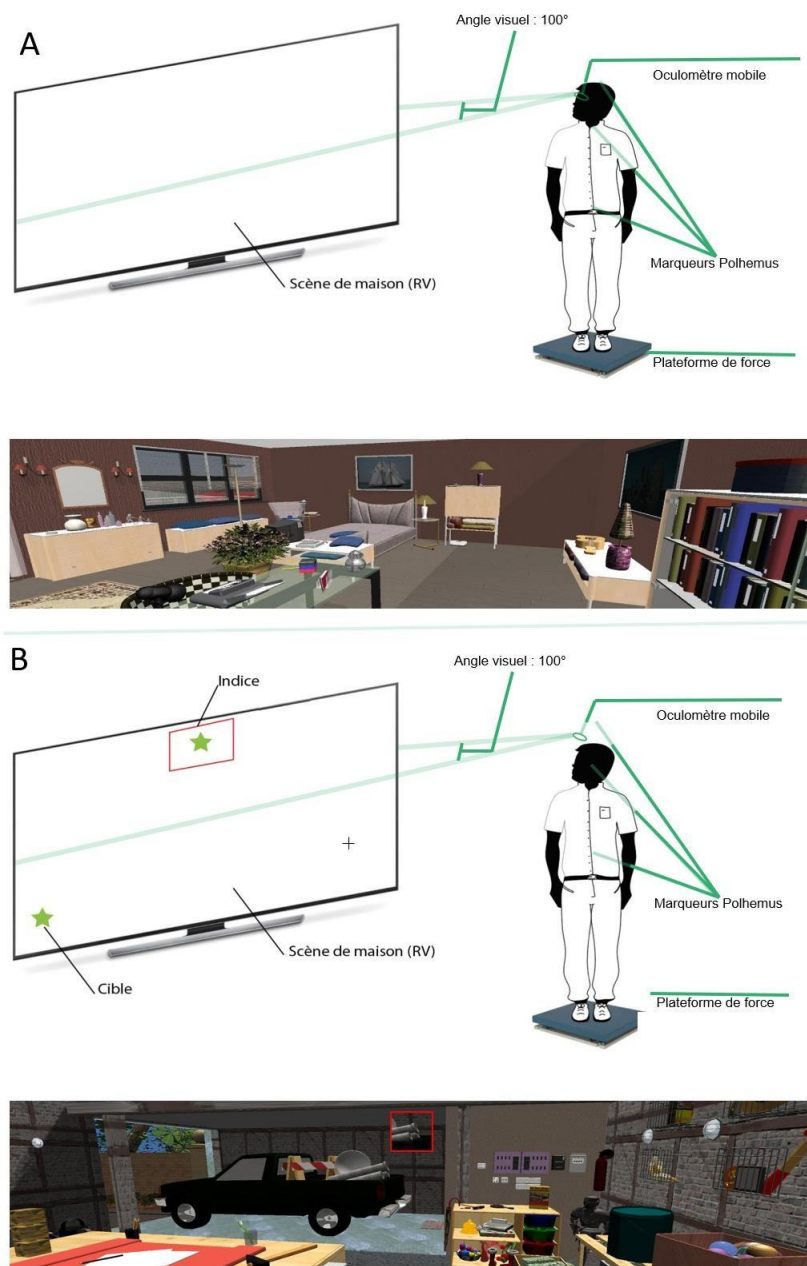 A
Angle visuel : 100°
Oculomètre mobile
Marqueurs Polhemus
Scène de maison (RV)
Plateforme de force
B
Indice
Angle visuel : 100°
Oculomètre mobile
Marqueurs Polhemus
Scène de maison (RV)
Cible
Plateforme de force